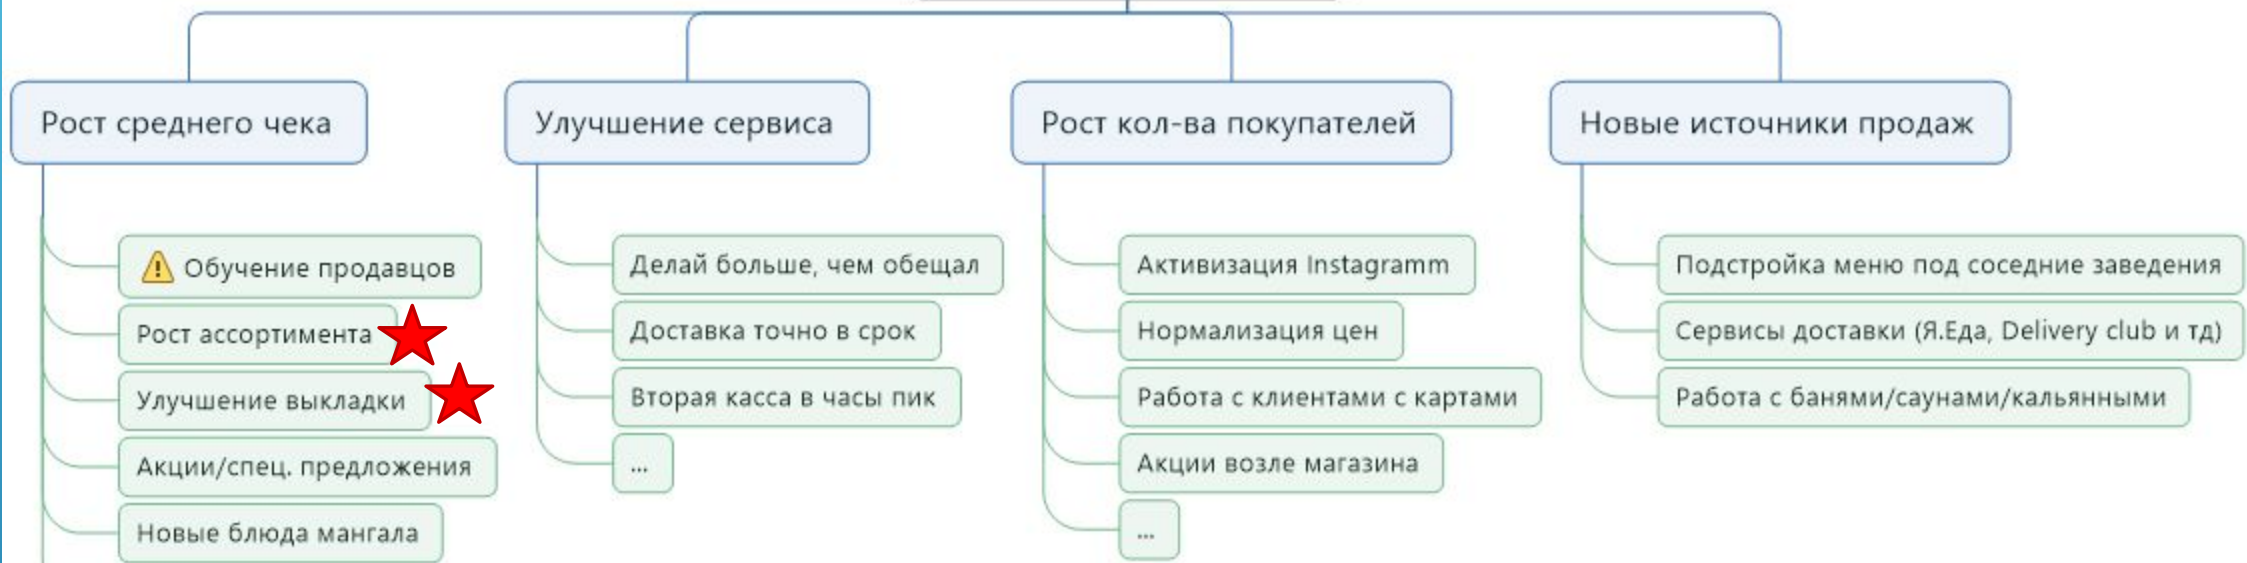 Рост среднего чека
Обучение продавцов
Рост ассортимента
Улучшение выкладки
Акции/спец. предложения
Новые блюда мангала
Улучшение сервиса
Делай больше, чем обещал
Доставка точно в срок
Вторая касса в часы пик
...
Рост кол-ва покупателей
Активизация Instagramm
Нормализация цен
Работа с клиентами с картами
Акции возле магазина
...
Новые источники продаж
Подстройка меню под соседние заведения
Сервисы доставки (Я.Еда, Delivery club и тд)
Работа с банями/саунами/кальянными